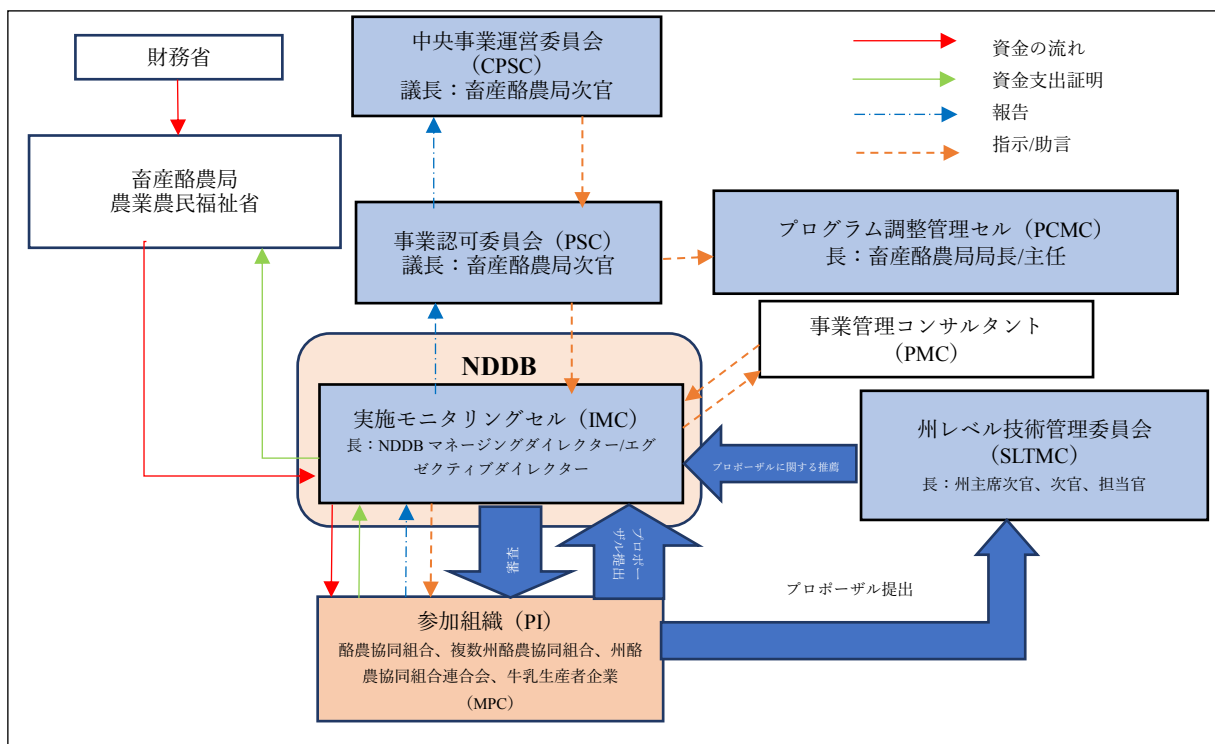 財務省
畜産酪農局
農業農民福祉省
中央事業運営委員会
（CPSC）
議長：畜産酪農局次官
資金の流れ
資金支出証明
報告
指示/助言
事業認可委員会（PSC）
議長：畜産酪農局次官
プログラム調整管理セル（PCMC）
長：畜産酪農局局長/主任
事業管理コンサルタント
（PMC）
NDDB
実施モニタリングセル（IMC）
長：NDDB マネージングダイレクター/エグ
ゼクティブダイレクター
プロポーザルに関する推薦
州レベル技術管理委員会
(SLTMC)
長：州主席次官、次官、担当官
審査
プロポー
ザル提出
プロポーザル提出
参加組織（PI）
酪農協同組合、複数州酪農協同組合、州酪
農協同組合連合会、牛乳生産者企業
(MPC)